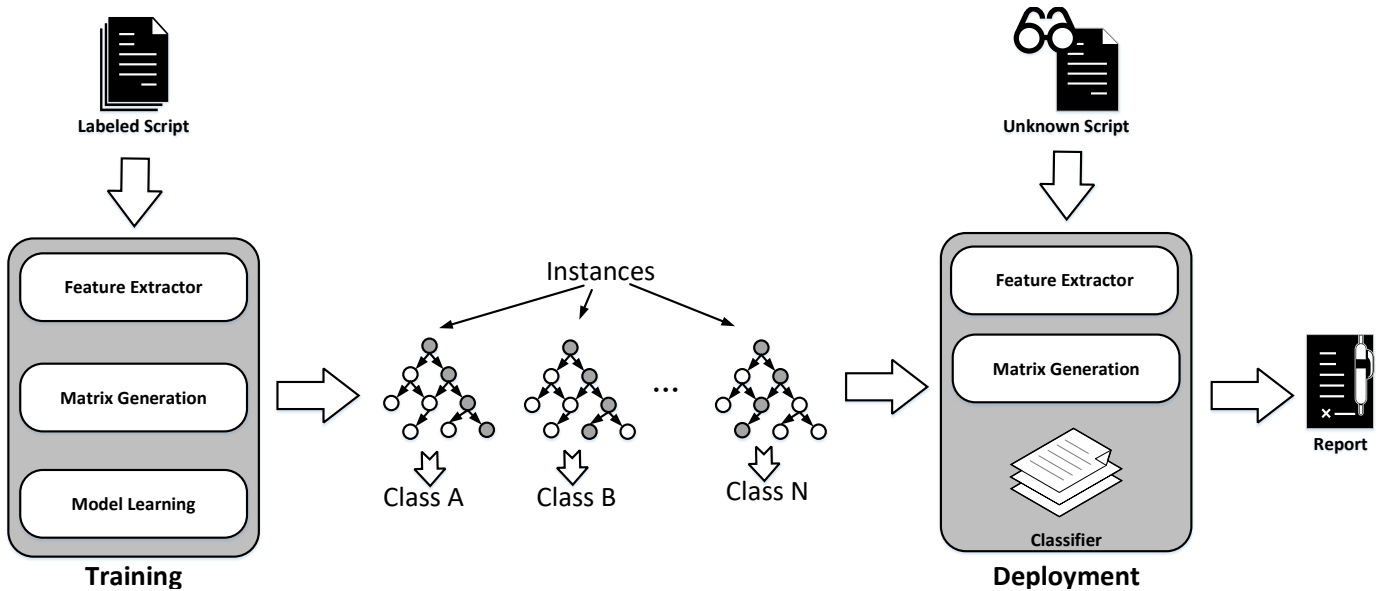 Labeled Script
Feature Extractor
Matrix Generation
Model Learning
Training
Instances
...
Class A
Class B
Class N
Unknown Script
Feature Extractor
Matrix Generation
Classifier
Deployment
Report